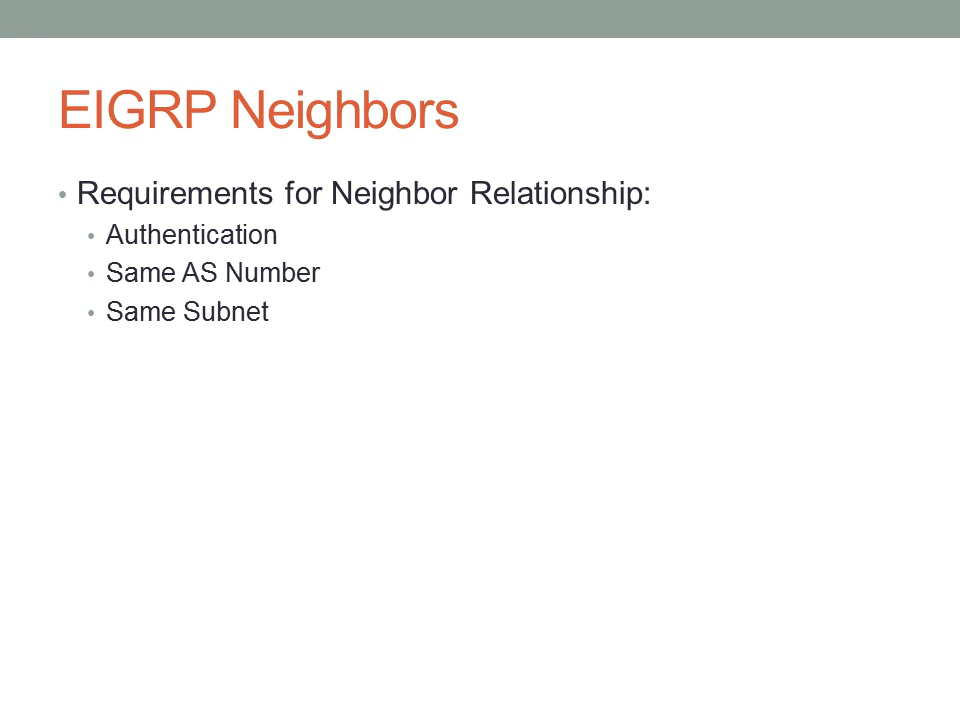 EIGRP Neighbors
• Requirements for Neighbor Relationship:
• Authentication
• Same AS Number
• Same Subnet